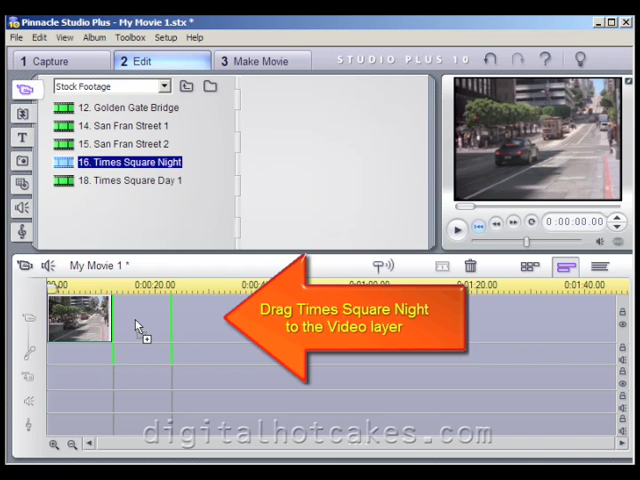 Pinnacle Studio Plus - My Movie 1.stx *
File Edit View Album Toolbox Setup Help
1 Capture 2 Edit 3 Make Movie STUDIO PLUS 10
Stock Footage
12. Golden Gate Bridge
14. San Fran Street 1
15. San Fran Street 2
16. Times Square Night
18. Times Square Day 1
0:00:00.00
My Movie 1 *
0:00:20.00 0:01:00.00 0:01:20.00 0:01:40.00
Drag Times Square Night
to the Video layer
digitalhotcakes.com